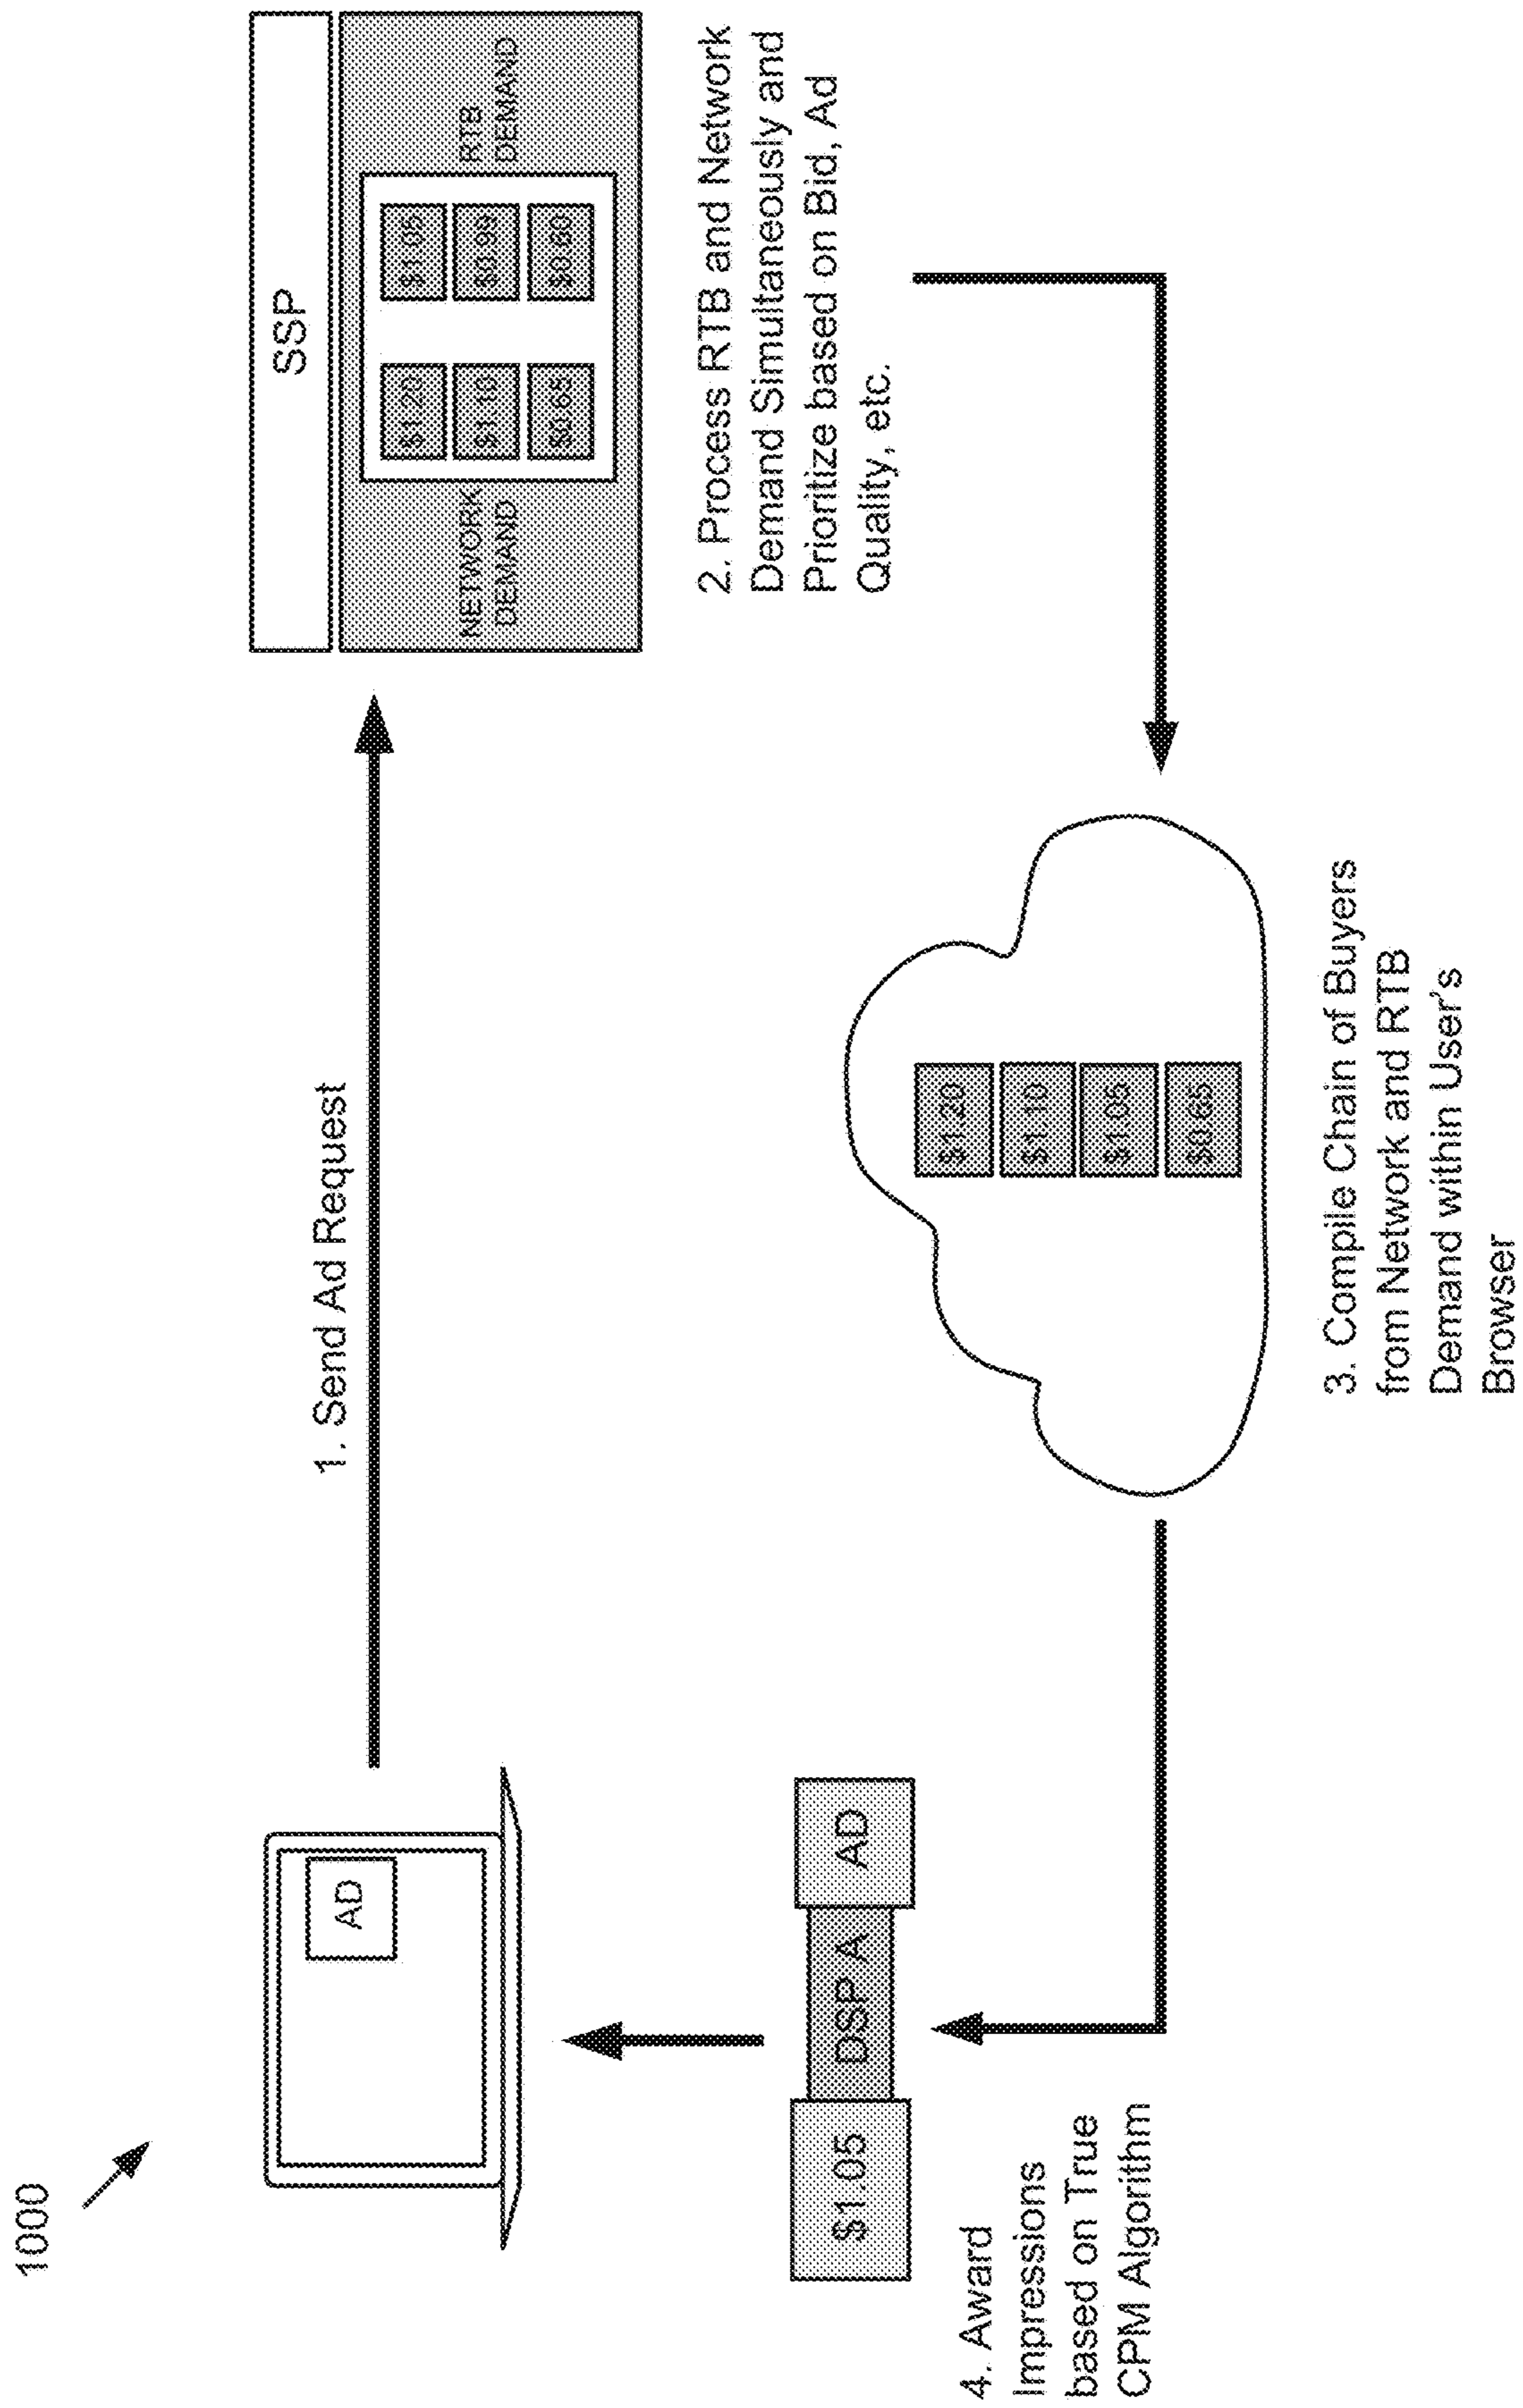 1000
AD
1. Send Ad Request
SSP
NETWORK
DEMAND
$1.20
$1.10
$0.65
$1.05
$0.99
$0.60
RTB
DEMAND
2. Process RTB and Network
Demand Simultaneously and
Prioritize based on Bid, Ad
Quality, etc.
$1.20
$1.10
$1.05
$0.65
3. Compile Chain of Buyers
from Network and RTB
Demand within User's
Browser
$1.05
DSP A
AD
4. Award
Impressions
based on True
CPM Algorithm